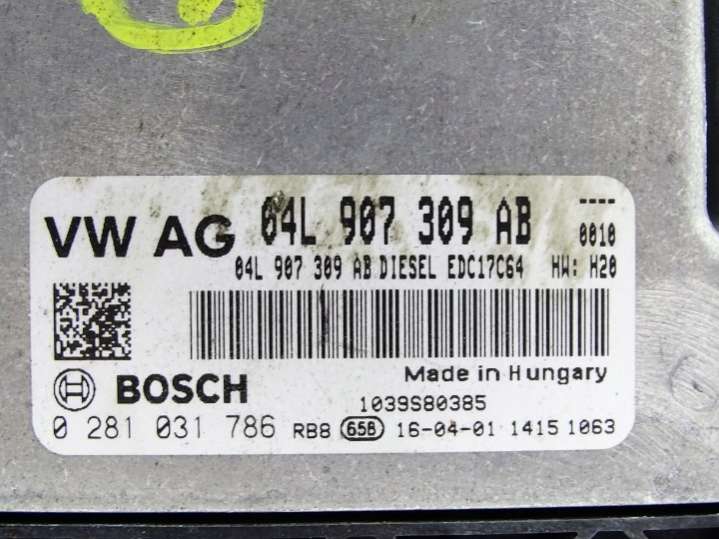 VW AG 04L 907 309 AB ----
0010
04L 907 309 AB DIESEL EDC17C64 HW: H20
BOSCH Made in Hungary
1039S80385
0 281 031 786 RB8 658 16-04-01 1415 1063